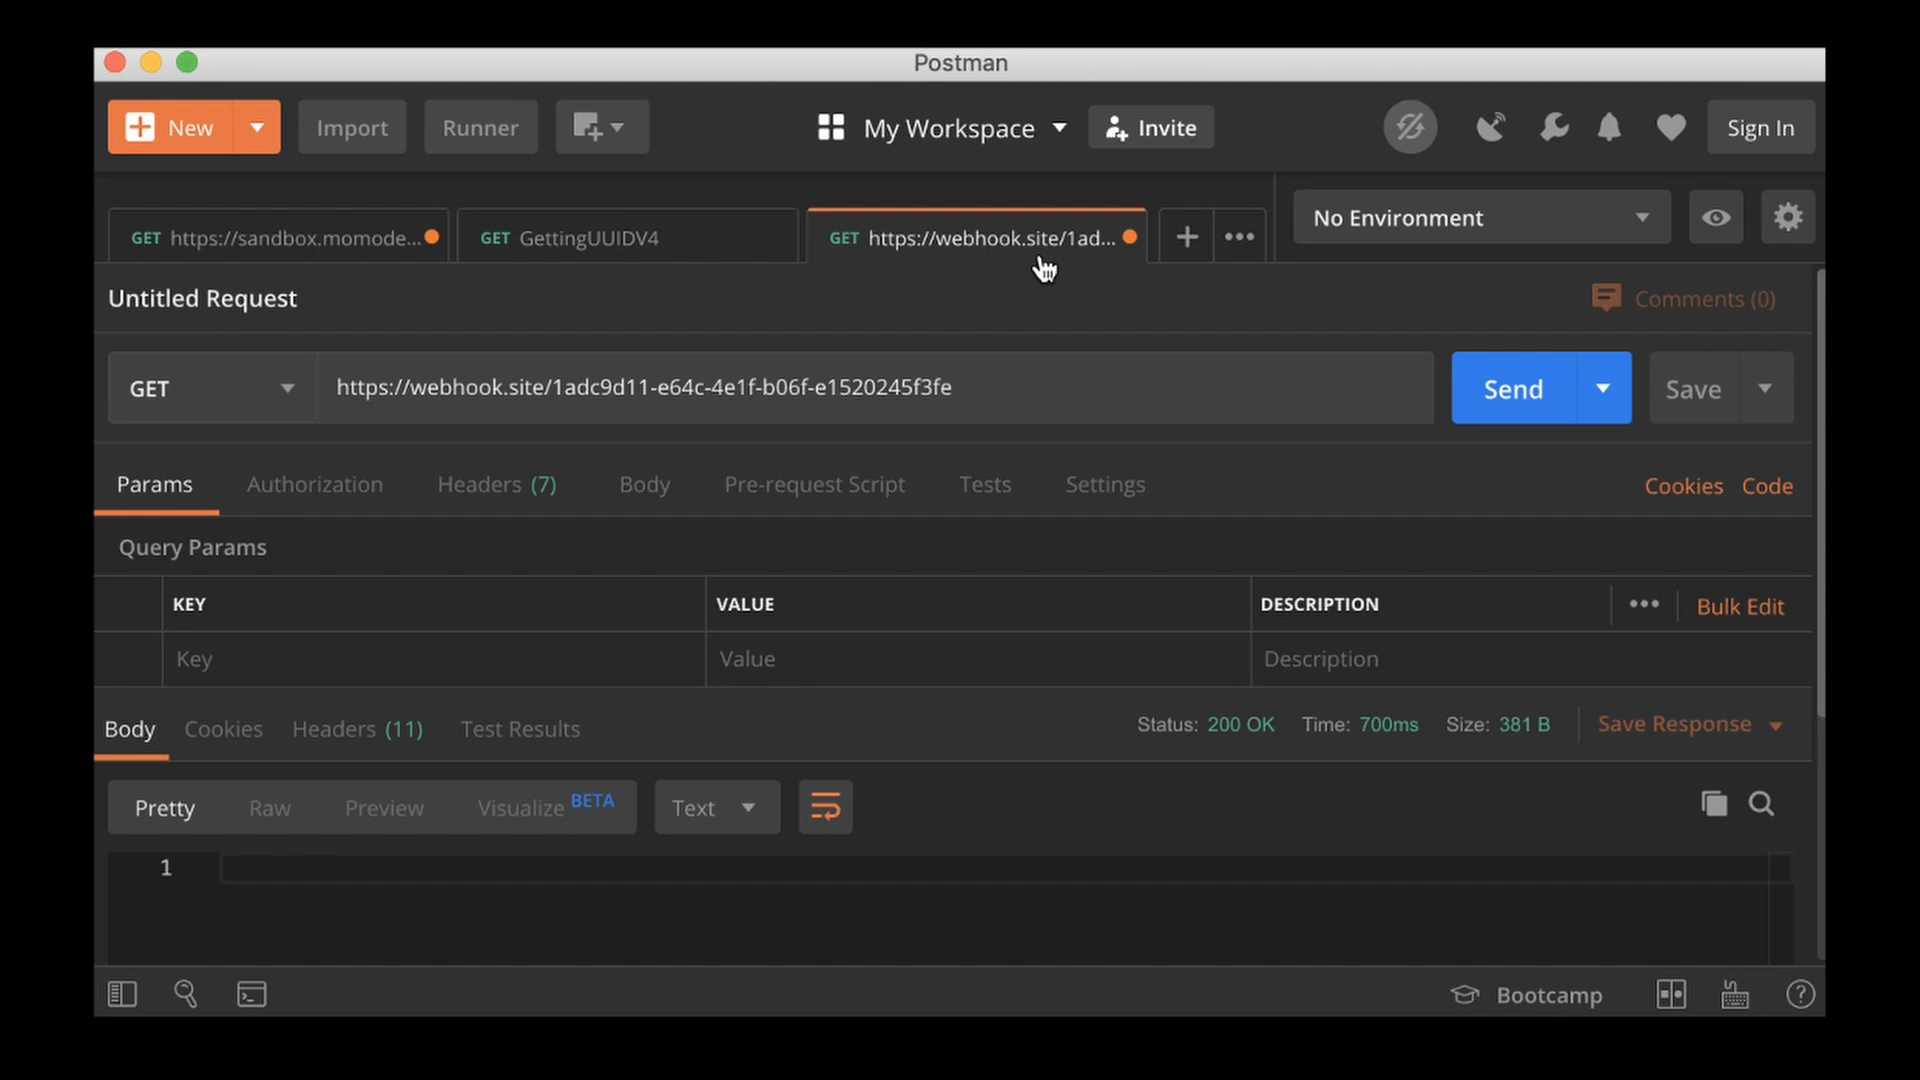 Postman
New
Import
Runner
My Workspace
Invite
Sign In
GET https://sandbox.momode...
GET GettingUUIDV4
GET https://webhook.site/1ad...
No Environment
Untitled Request
Comments (0)
GET
https://webhook.site/1adc9d11-e64c-4e1f-b06f-e1520245f3fe
Send
Save
Params
Authorization
Headers (7)
Body
Pre-request Script
Tests
Settings
Cookies
Code
Query Params
KEY
VALUE
DESCRIPTION
Bulk Edit
Key
Value
Description
Body
Cookies
Headers (11)
Test Results
Status: 200 OK
Time: 700ms
Size: 381 B
Save Response
Pretty
Raw
Preview
Visualize BETA
Text
1
Bootcamp